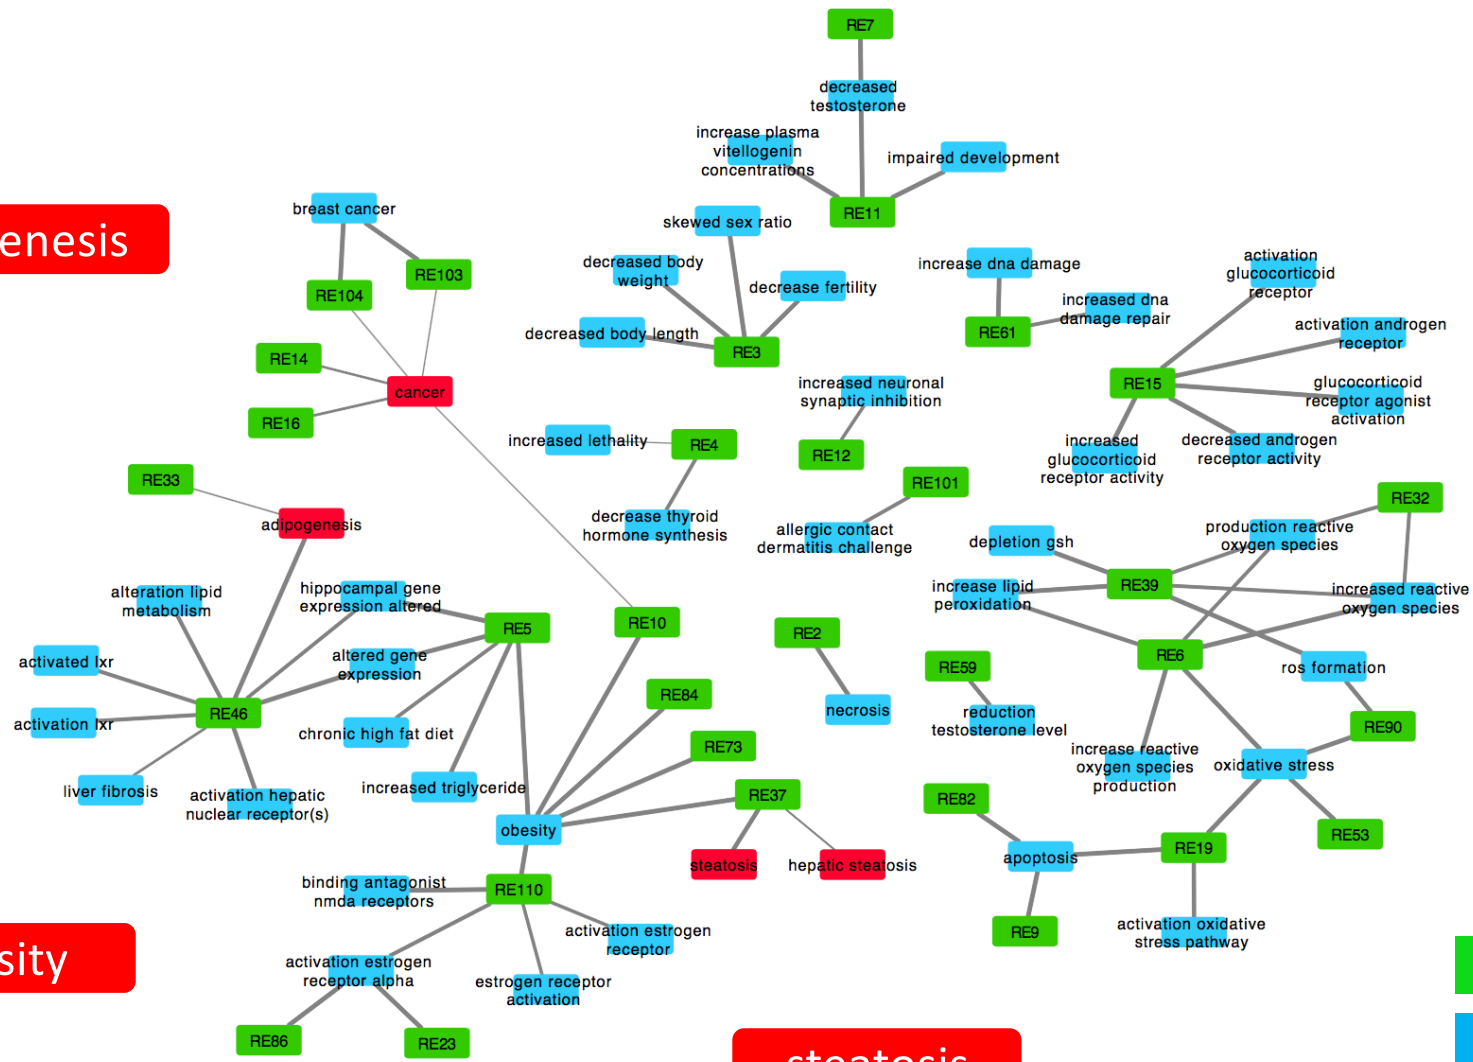 RE7
decreased
testosterone
increase plasma
vitellogenin
concentrations
impaired development
RE11
breast cancer
skewed sex ratio
enesis
RE103
RE104
decreased body
weight
decrease fertility
decreased body length
RE3
increase dna damage
increased dna
damage repair
RE61
activation
glucocorticoid
receptor
activation androgen
receptor
RE15
glucocorticoid
receptor agonist
activation
decreased androgen
receptor activity
increased
glucocorticoid
receptor activity
RE14
cancer
RE16
increased neuronal
synaptic inhibition
RE12
increased lethality
RE4
decrease thyroid
hormone synthesis
RE101
allergic contact
dermatitis challenge
RE33
adipogenesis
RE32
production reactive
oxygen species
depletion gsh
RE39
increase lipid
peroxidation
increased reactive
oxygen species
alteration lipid
metabolism
hippocampal gene
expression altered
RE5
RE10
RE2
RE6
ros formation
activated lxr
altered gene
expression
RE59
RE84
RE46
necrosis
reduction
testosterone level
activation lxr
chronic high fat diet
RE73
RE90
increase reactive
oxygen species
production
oxidative stress
liver fibrosis
activation hepatic
nuclear receptor(s)
increased triglyceride
RE37
RE82
obesity
RE53
steatosis
hepatic steatosis
apoptosis
RE19
binding antagonist
nmda receptors
RE110
activation estrogen
receptor
RE9
activation oxidative
stress pathway
sity
activation estrogen
receptor alpha
estrogen receptor
activation
RE86
RE23
steatosis